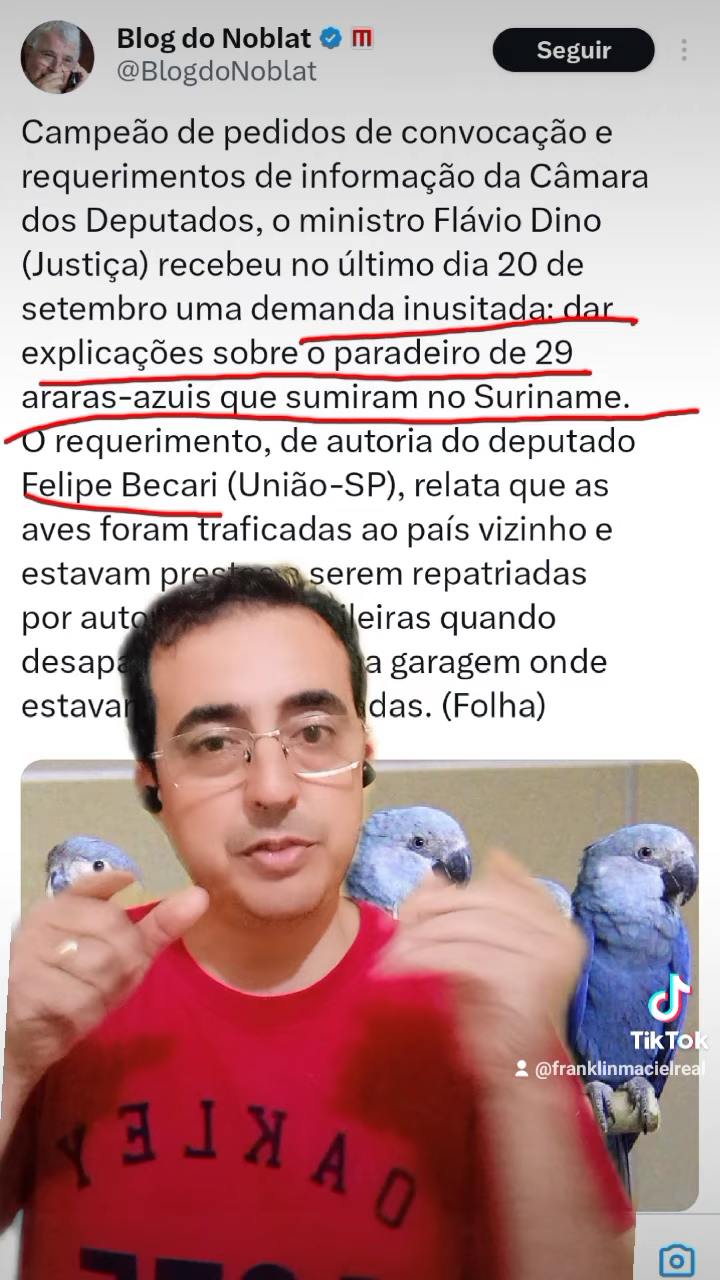 Blog do Noblat
@BlogdoNoblat
Seguir
Campeão de pedidos de convocação e
requerimentos de informação da Câmara
dos Deputados, o ministro Flávio Dino
(Justiça) recebeu no último dia 20 de
setembro uma demanda inusitada: dar
explicações sobre o paradeiro de 29
araras-azuis que sumiram no Suriname.
O requerimento, de autoria do deputado
Felipe Becari (União-SP), relata que as
aves foram traficadas ao país vizinho e
estavam serem repatriadas
por quando
a garagem onde
(Folha)
TikTok
@franklinmacielreal
OAKLEY